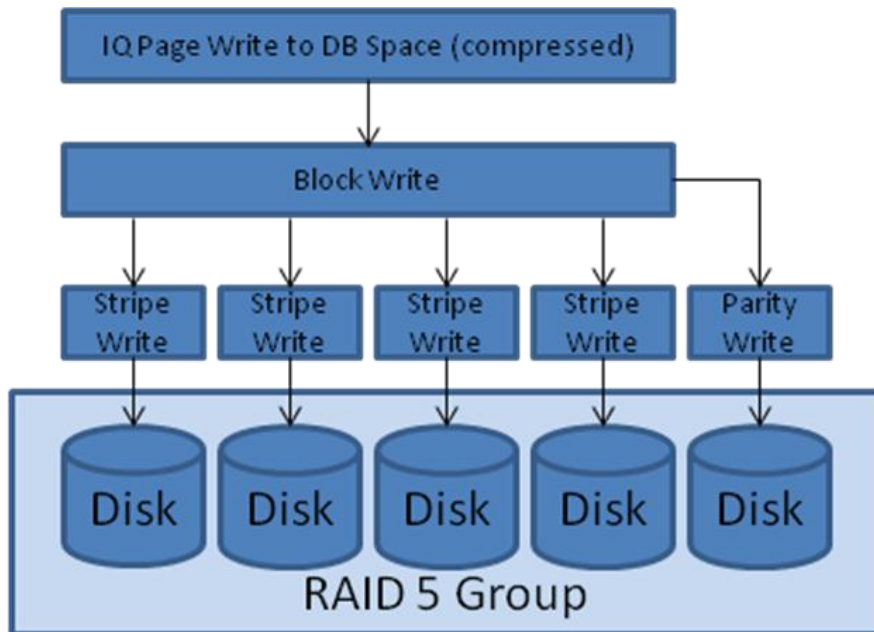 IQ Page Write to DB Space (compressed)
Block Write
Stripe Write
Stripe Write
Stripe Write
Stripe Write
Parity Write
Disk
Disk
Disk
Disk
Disk
RAID 5 Group